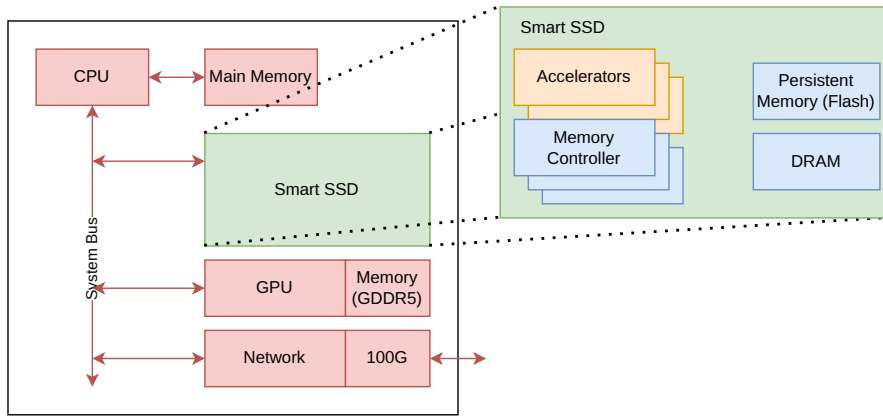 CPU
Main Memory
Smart SSD
System Bus
GPU
Memory
(GDDR5)
Network
100G
Smart SSD
Accelerators
Memory
Controller
Persistent
Memory (Flash)
DRAM